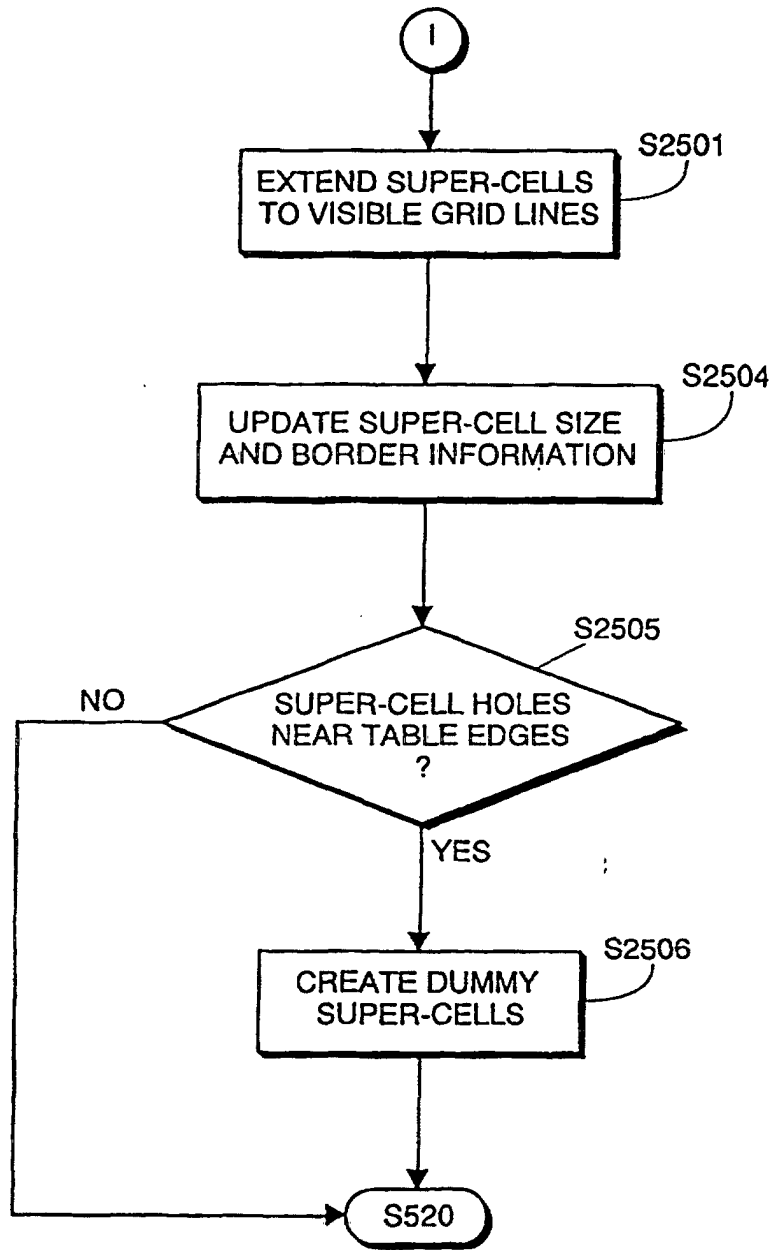 1
S2501
EXTEND SUPER-CELLS
TO VISIBLE GRID LINES
S2504
UPDATE SUPER-CELL SIZE
AND BORDER INFORMATION
S2505
NO
SUPER-CELL HOLES
NEAR TABLE EDGES
?
YES
S2506
CREATE DUMMY
SUPER-CELLS
S520